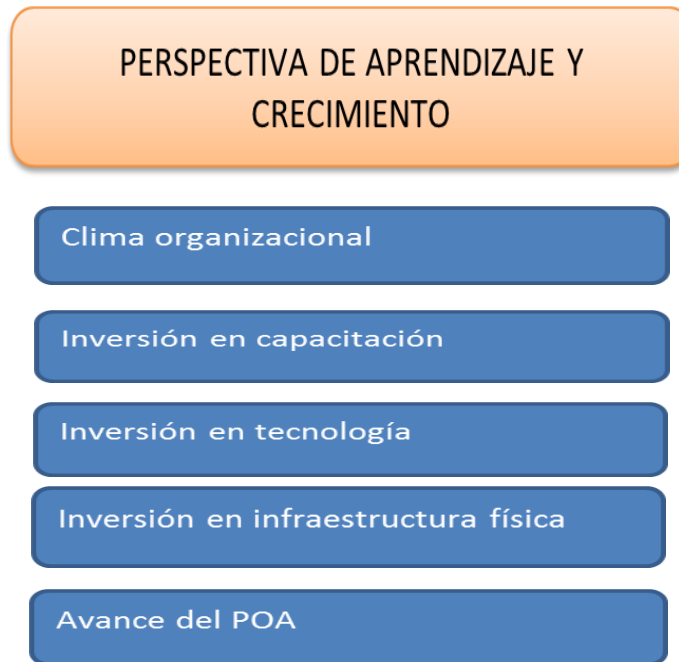 PERSPECTIVA DE APRENDIZAJE Y
CRECIMIENTO
Clima organizacional
Inversión en capacitación
Inversión en tecnología
Inversión en infraestructura física
Avance del POA